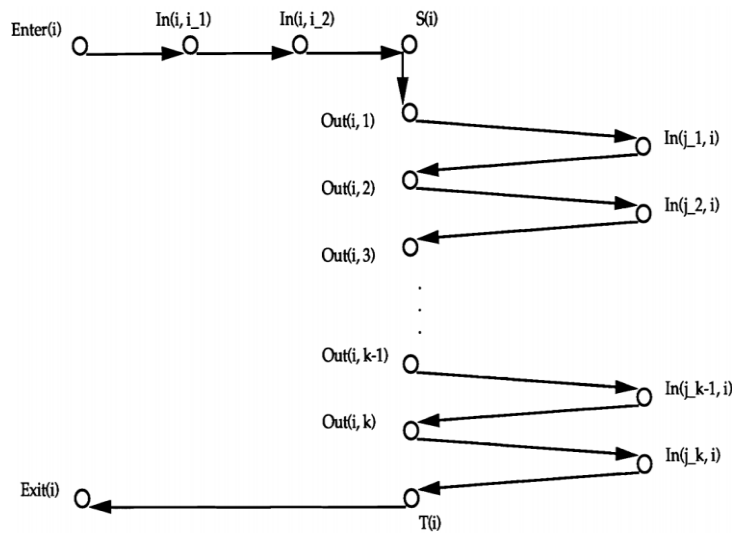 Enter(i)
In(i, i_1)
In(i, i_2)
S(i)
Out(i, 1)
In(j_1, i)
Out(i, 2)
In(j_2, i)
Out(i, 3)
Out(i, k-1)
In(j_k-1, i)
Out(i, k)
In(j_k, i)
Exit(i)
T(i)